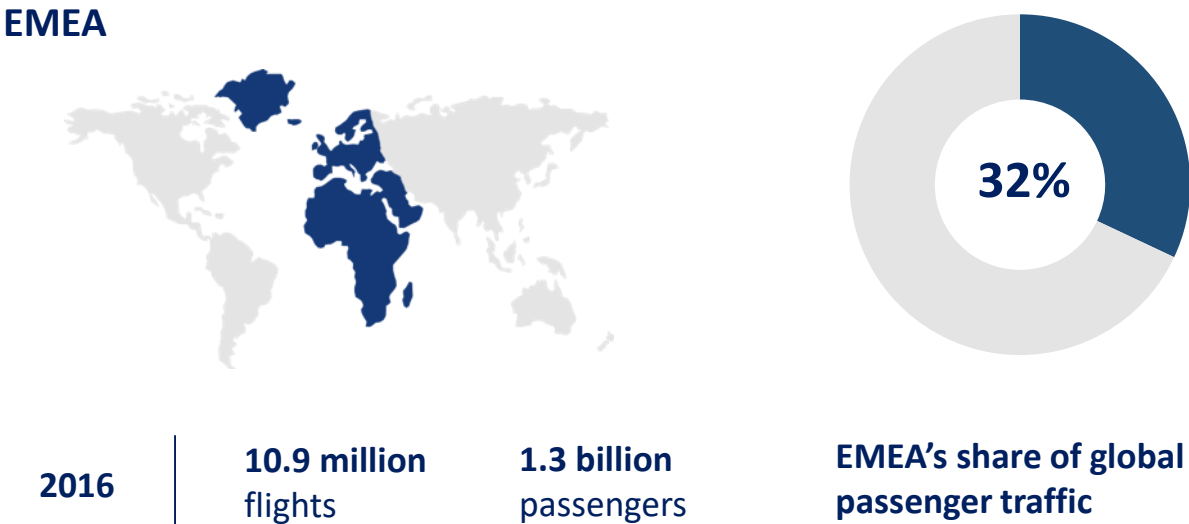 EMEA
32%
2016
10.9 million
flights
1.3 billion
passengers
EMEA’s share of global
passenger traffic